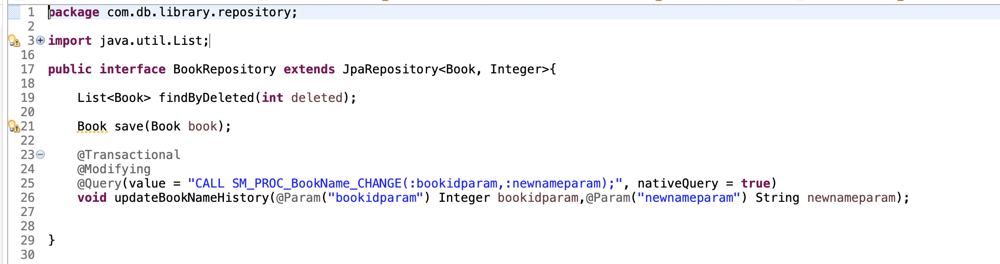 1 package com.db.library.repository;
2
3 import java.util.List;
16
17 public interface BookRepository extends JpaRepository<Book, Integer>{
18
19     List<Book> findByDeleted(int deleted);
20
21     Book save(Book book);
22
23     @Transactional
24     @Modifying
25     @Query(value = "CALL SM_PROC_BookName_CHANGE(:bookidparam,:newnameparam);", nativeQuery = true)
26     void updateBookNameHistory(@Param("bookidparam") Integer bookidparam,@Param("newnameparam") String newnameparam);
27
28
29 }
30